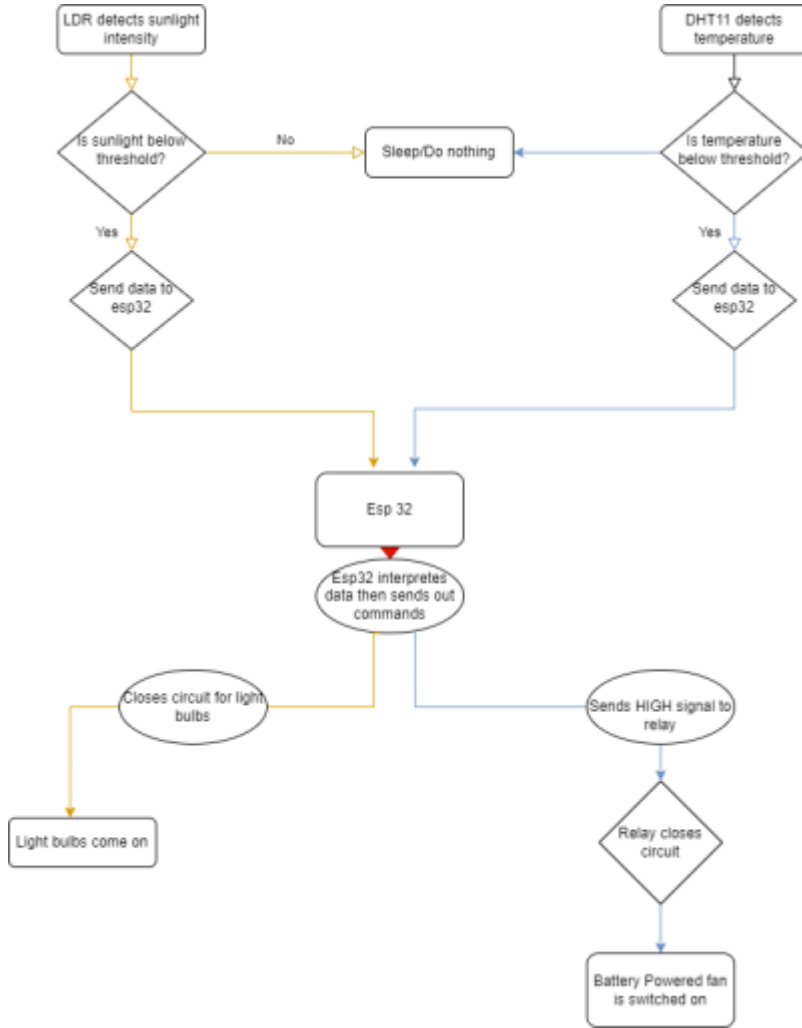 LDR detects sunlight
intensity
DHT11 detects
temperature
Is sunlight below
threshold?
No
Sleep/Do nothing
Is temperature
below threshold?
Yes
Yes
Send data to
esp32
Send data to
esp32
Esp 32
Esp32 interpretes
data then sends out
commands
Closes circuit for light
bulbs
Sends HIGH signal to
relay
Light bulbs come on
Relay closes
circuit
Battery Powered fan
is switched on